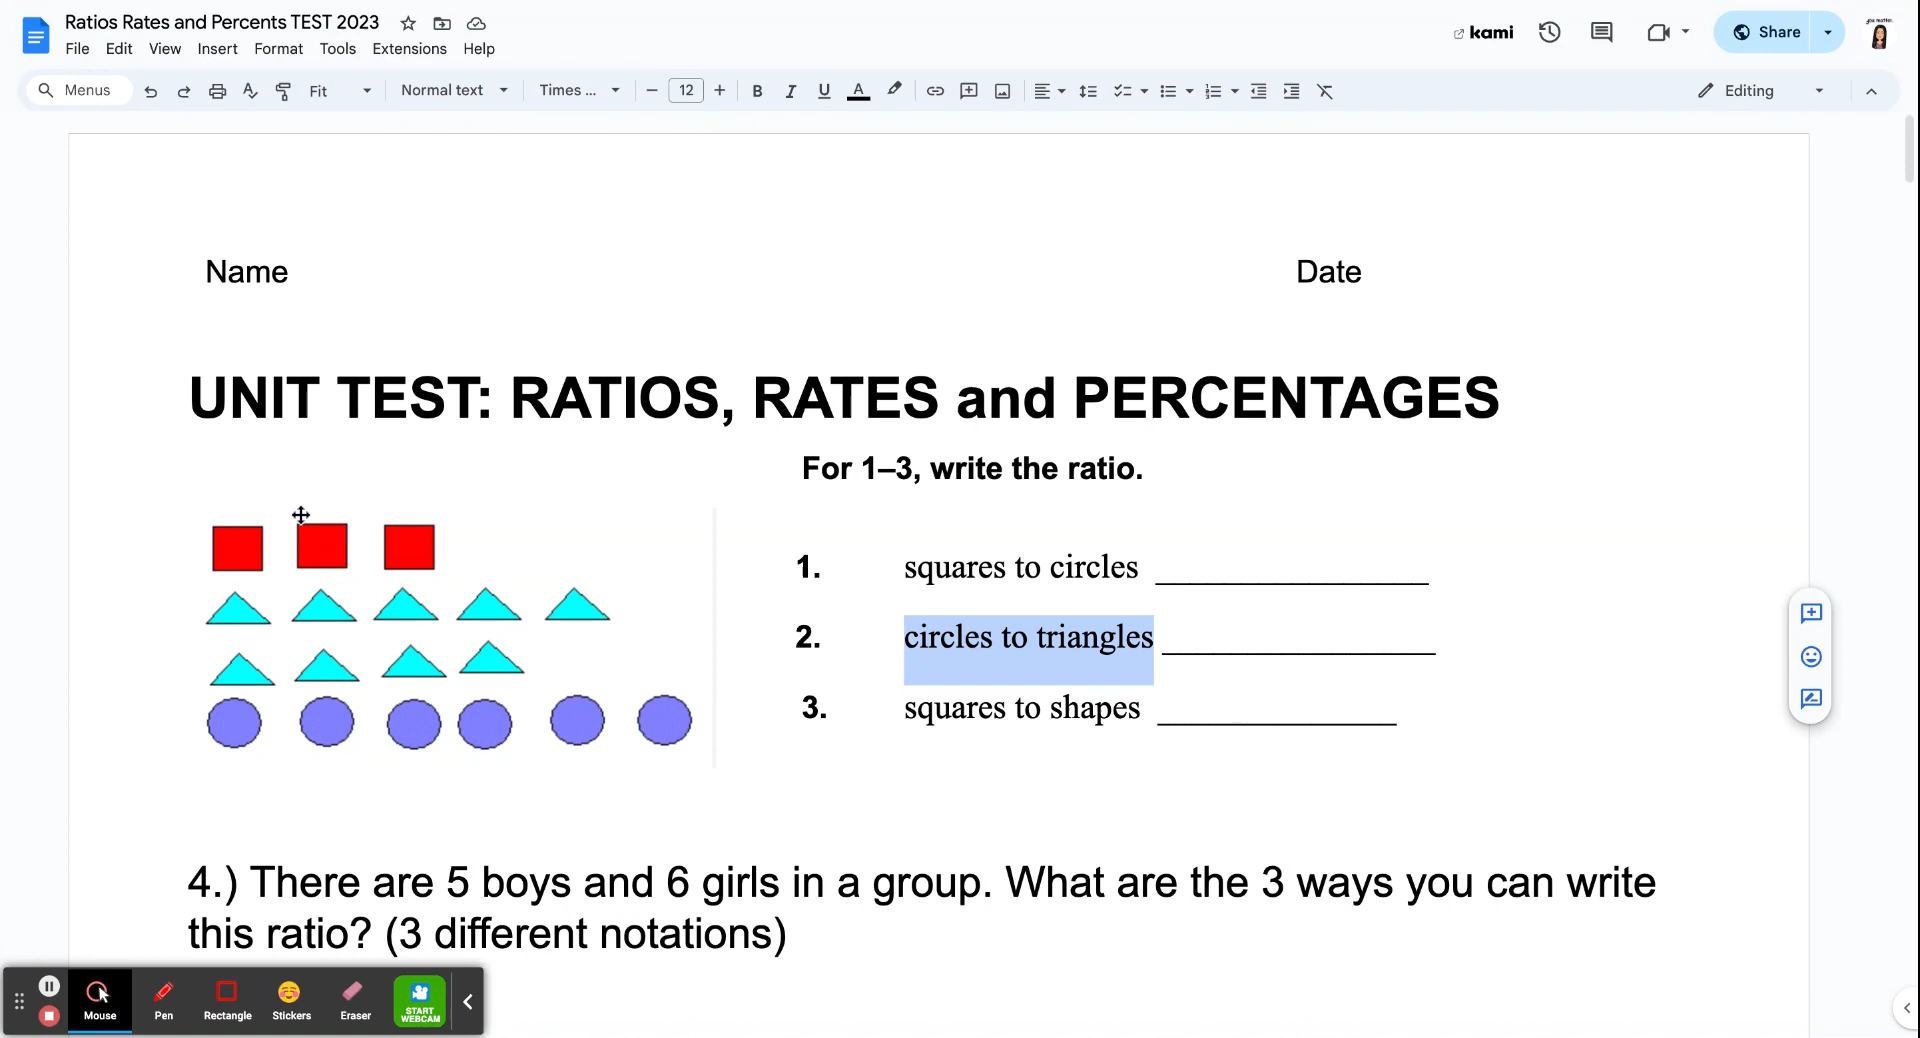 Ratios Rates and Percents TEST 2023
File Edit View Insert Format Tools Extensions Help
kami
Share
you matter.
Menus Fit Normal text Times ... 12 Editing
Name Date
UNIT TEST: RATIOS, RATES and PERCENTAGES
For 1–3, write the ratio.
1. squares to circles
2. circles to triangles
3. squares to shapes
4.) There are 5 boys and 6 girls in a group. What are the 3 ways you can write
this ratio? (3 different notations)
Mouse Pen Rectangle Stickers Eraser START WEBCAM